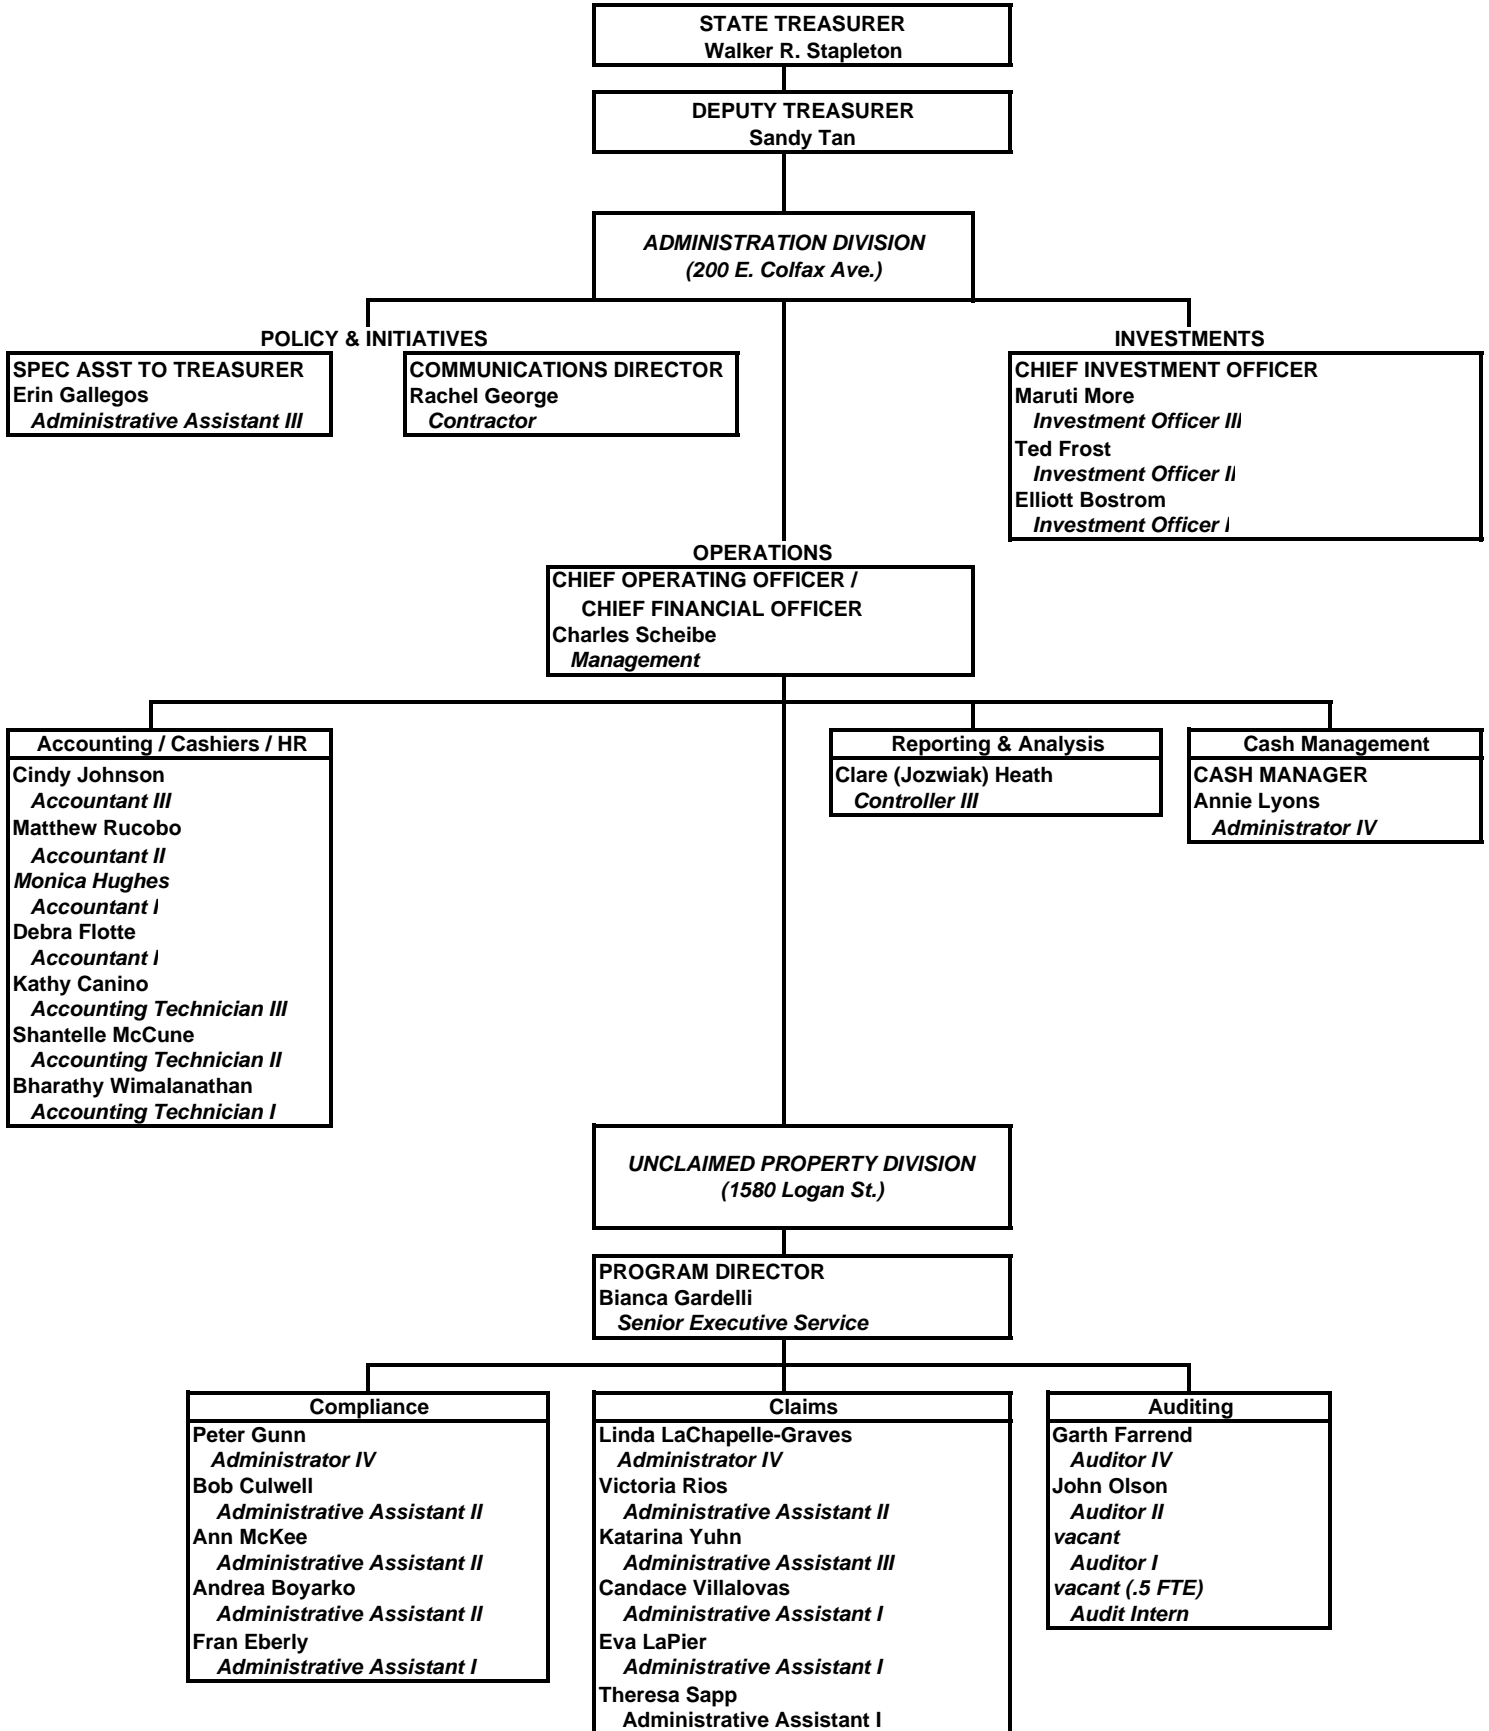 STATE TREASURER
Walker R. Stapleton
DEPUTY TREASURER
Sandy Tan
ADMINISTRATION DIVISION
(200 E. Colfax Ave.)
POLICY & INITIATIVES
SPEC ASST TO TREASURER
Erin Gallegos
Administrative Assistant III
COMMUNICATIONS DIRECTOR
Rachel George
Contractor
INVESTMENTS
CHIEF INVESTMENT OFFICER
Maruti More
Investment Officer III
Ted Frost
Investment Officer II
Elliott Bostrom
Investment Officer I
OPERATIONS
CHIEF OPERATING OFFICER /
CHIEF FINANCIAL OFFICER
Charles Scheibe
Management
Accounting / Cashiers / HR
Cindy Johnson
Accountant III
Matthew Rucobo
Accountant II
Monica Hughes
Accountant I
Debra Flotte
Accountant I
Kathy Canino
Accounting Technician III
Shantelle McCune
Accounting Technician II
Bharathy Wimalanathan
Accounting Technician I
Reporting & Analysis
Clare (Jozwiak) Heath
Controller III
Cash Management
CASH MANAGER
Annie Lyons
Administrator IV
UNCLAIMED PROPERTY DIVISION
(1580 Logan St.)
PROGRAM DIRECTOR
Bianca Gardelli
Senior Executive Service
Compliance
Peter Gunn
Administrator IV
Bob Culwell
Administrative Assistant II
Ann McKee
Administrative Assistant II
Andrea Boyarko
Administrative Assistant II
Fran Eberly
Administrative Assistant I
Claims
Linda LaChapelle-Graves
Administrator IV
Victoria Rios
Administrative Assistant II
Katarina Yuhn
Administrative Assistant III
Candace Villalovas
Administrative Assistant I
Eva LaPier
Administrative Assistant I
Theresa Sapp
Administrative Assistant I
Auditing
Garth Farrend
Auditor IV
John Olson
Auditor II
vacant
Auditor I
vacant (.5 FTE)
Audit Intern